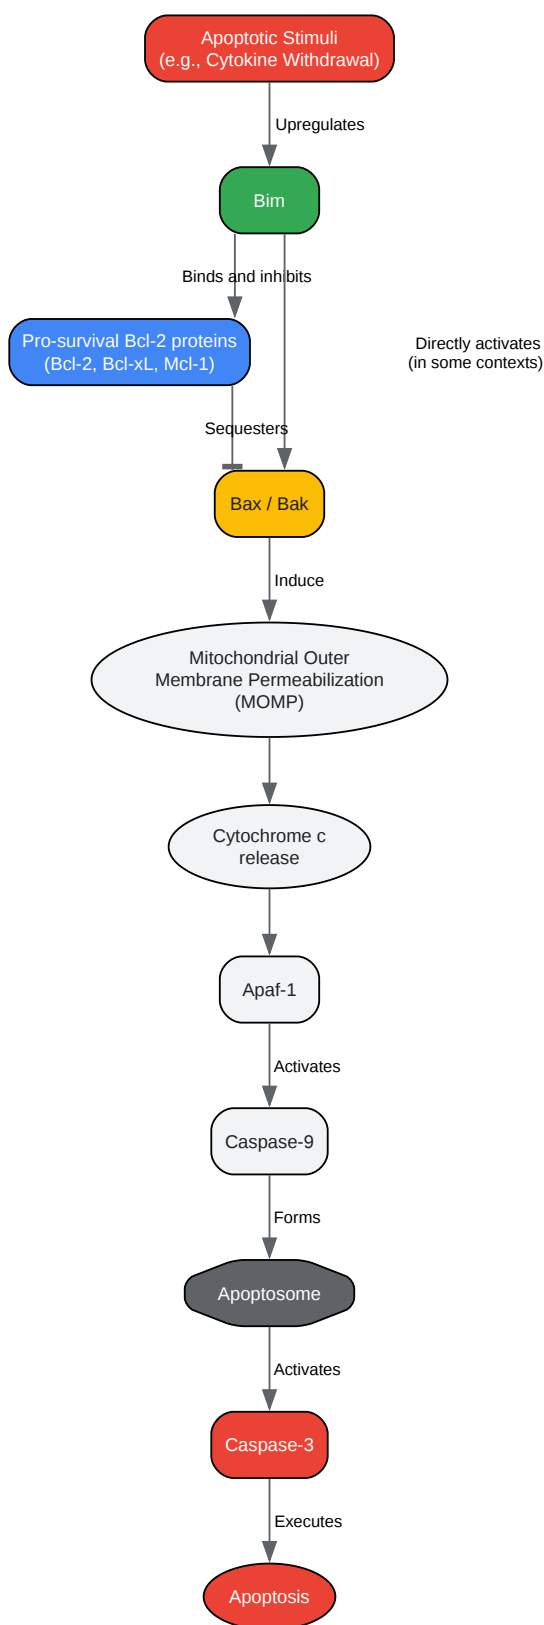 Apoptotic Stimuli
(e.g., Cytokine Withdrawal)
Upregulates
Bim
Binds and inhibits
Pro-survival Bcl-2 proteins
(Bcl-2, Bcl-xL, Mcl-1)
Directly activates
(in some contexts)
Sequesters
Bax / Bak
Induce
Mitochondrial Outer
Membrane Permeabilization
(MOMP)
Cytochrome c
release
Apaf-1
Activates
Caspase-9
Forms
Apoptosome
Activates
Caspase-3
Executes
Apoptosis